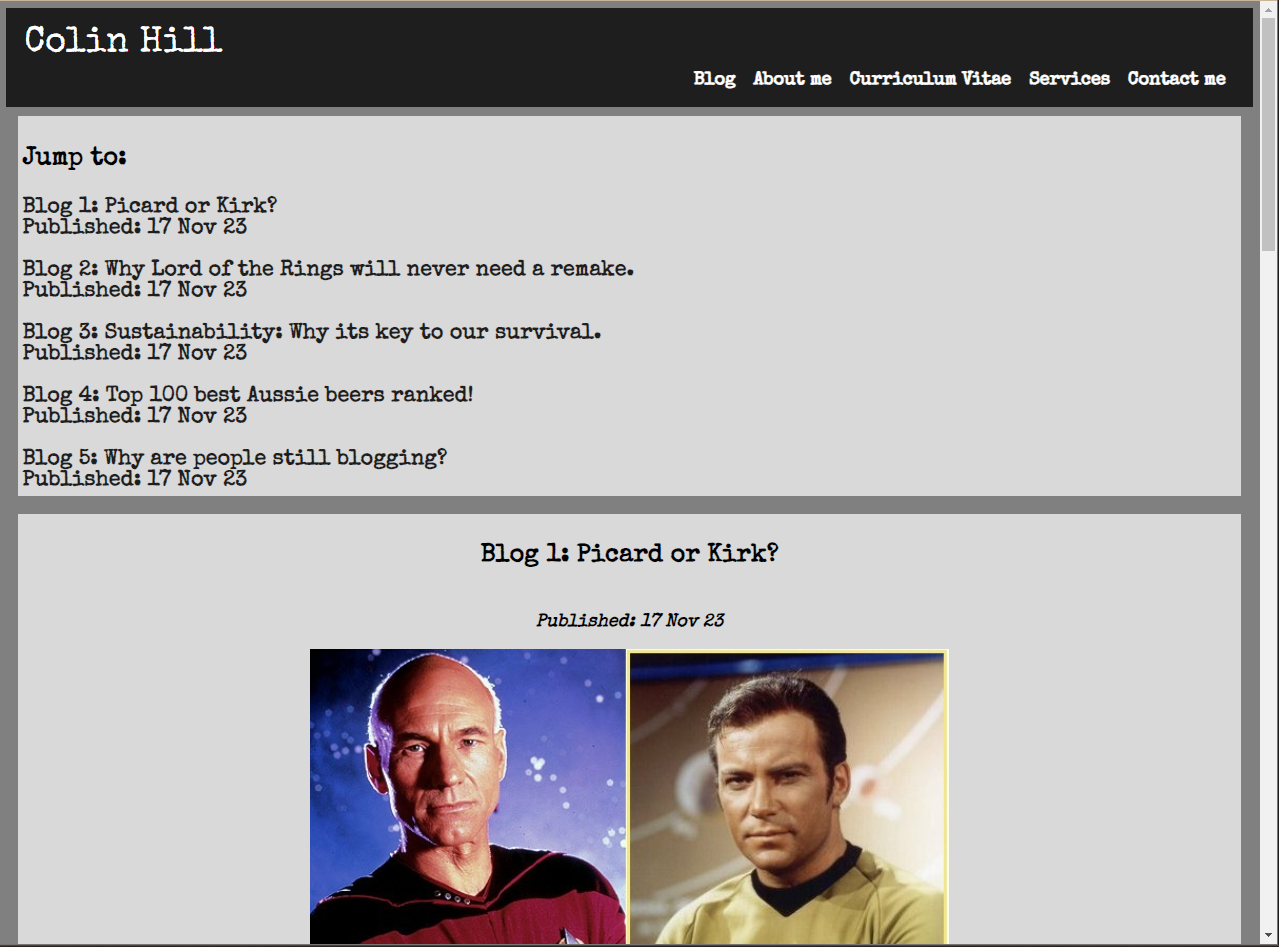 Colin Hill
Blog About me Curriculum Vitae Services Contact me
Jump to:
Blog 1: Picard or Kirk?
Published: 17 Nov 23
Blog 2: Why Lord of the Rings will never need a remake.
Published: 17 Nov 23
Blog 3: Sustainability: Why its key to our survival.
Published: 17 Nov 23
Blog 4: Top 100 best Aussie beers ranked!
Published: 17 Nov 23
Blog 5: Why are people still blogging?
Published: 17 Nov 23
Blog 1: Picard or Kirk?
Published: 17 Nov 23